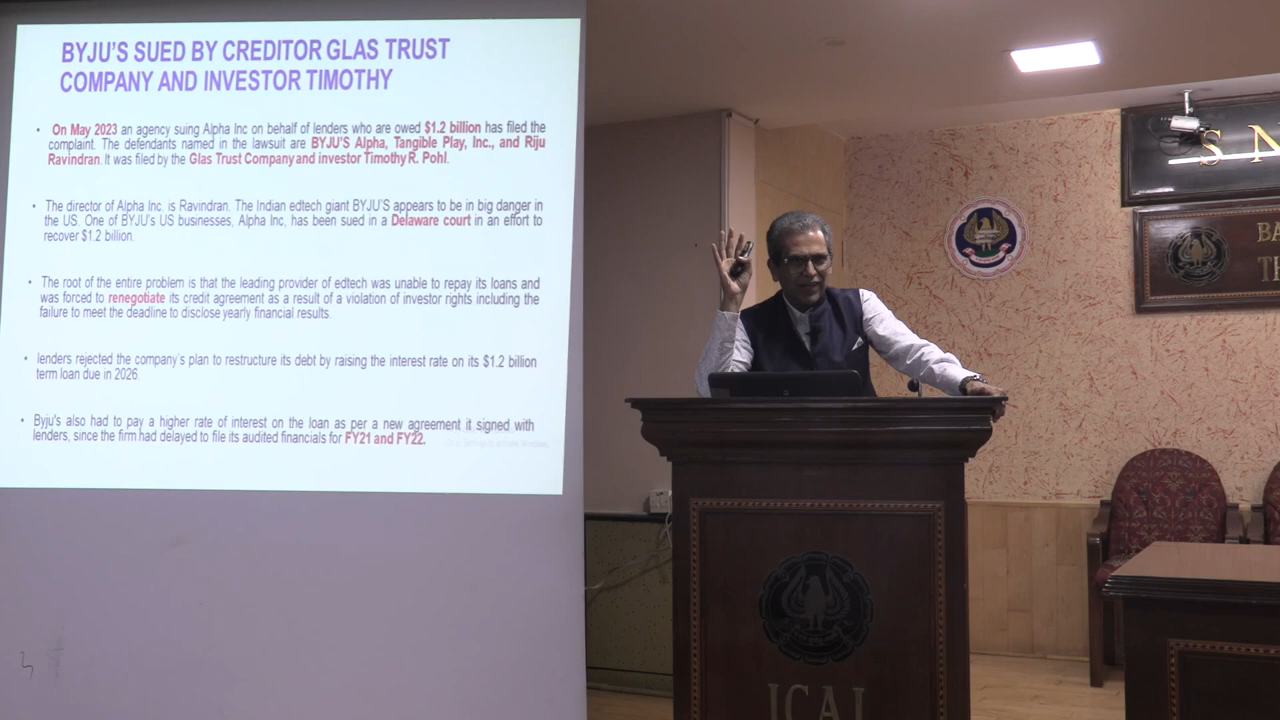 BYJU'S SUED BY CREDITOR GLAS TRUST
COMPANY AND INVESTOR TIMOTHY
• On May 2023 an agency suing Alpha Inc on behalf of lenders who are owed $1.2 billion has filed the
complaint. The defendants named in the lawsuit are BYJU'S Alpha, Tangible Play, Inc., and Riju
Ravindran. It was filed by the Glas Trust Company and investor Timothy R. Pohl.
• The director of Alpha Inc. is Ravindran. The Indian edtech giant BYJU'S appears to be in big danger in
the US. One of BYJU's US businesses, Alpha Inc, has been sued in a Delaware court in an effort to
recover $1.2 billion.
• The root of the entire problem is that the leading provider of edtech was unable to repay its loans and
was forced to renegotiate its credit agreement as a result of a violation of investor rights including the
failure to meet the deadline to disclose yearly financial results.
• lenders rejected the company's plan to restructure its debt by raising the interest rate on its $1.2 billion
term loan due in 2026.
• Byju's also had to pay a higher rate of interest on the loan as per a new agreement it signed with
lenders, since the firm had delayed to file its audited financials for FY21 and FY22.
S N
BA
TH
ICAI